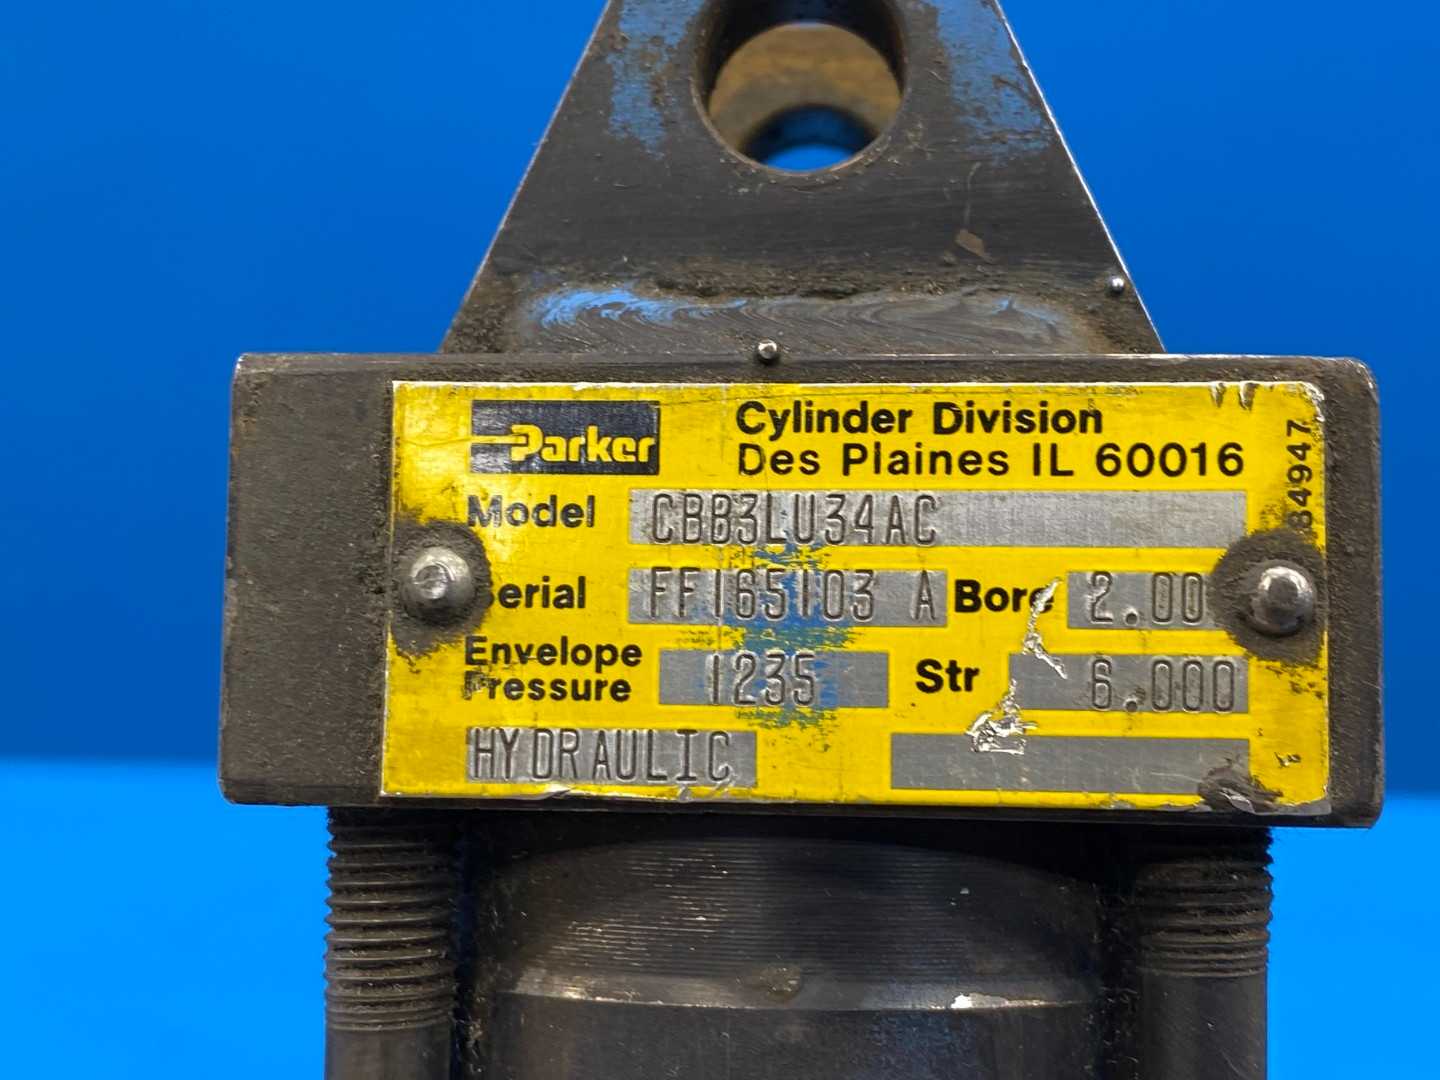 Parker
Cylinder Division
Des Plaines IL 60016
Model CBB3LU34AC
Serial FF165103 A Bore 2.00
Envelope Pressure 1235 Str 6.000
HYDRAULIC
84947